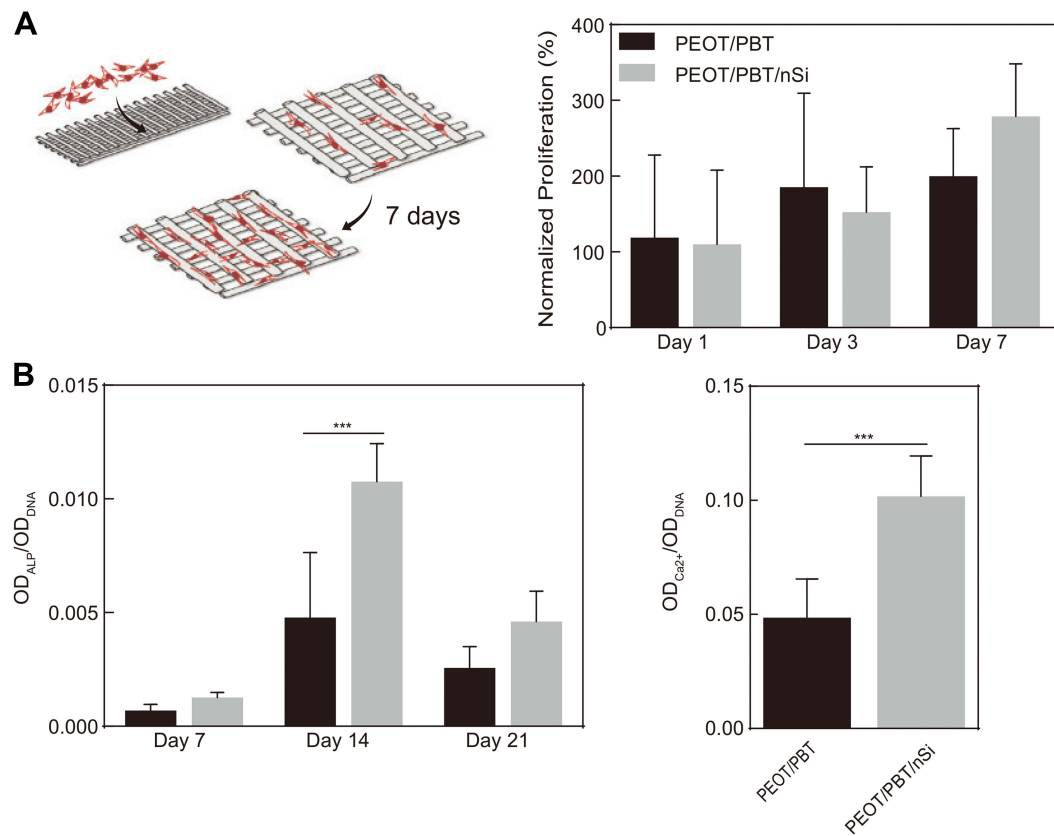 A
7 days
Normalized Proliferation (%)
400
300
200
100
0
PEOT/PBT
PEOT/PBT/nSi
Day 1
Day 3
Day 7
B
OD_ALP/OD_DNA
0.015
0.010
0.005
0.000
***
Day 7
Day 14
Day 21
OD_Ca2+/OD_DNA
0.15
0.10
0.05
0.00
***
PEOT/PBT
PEOT/PBT/nSi